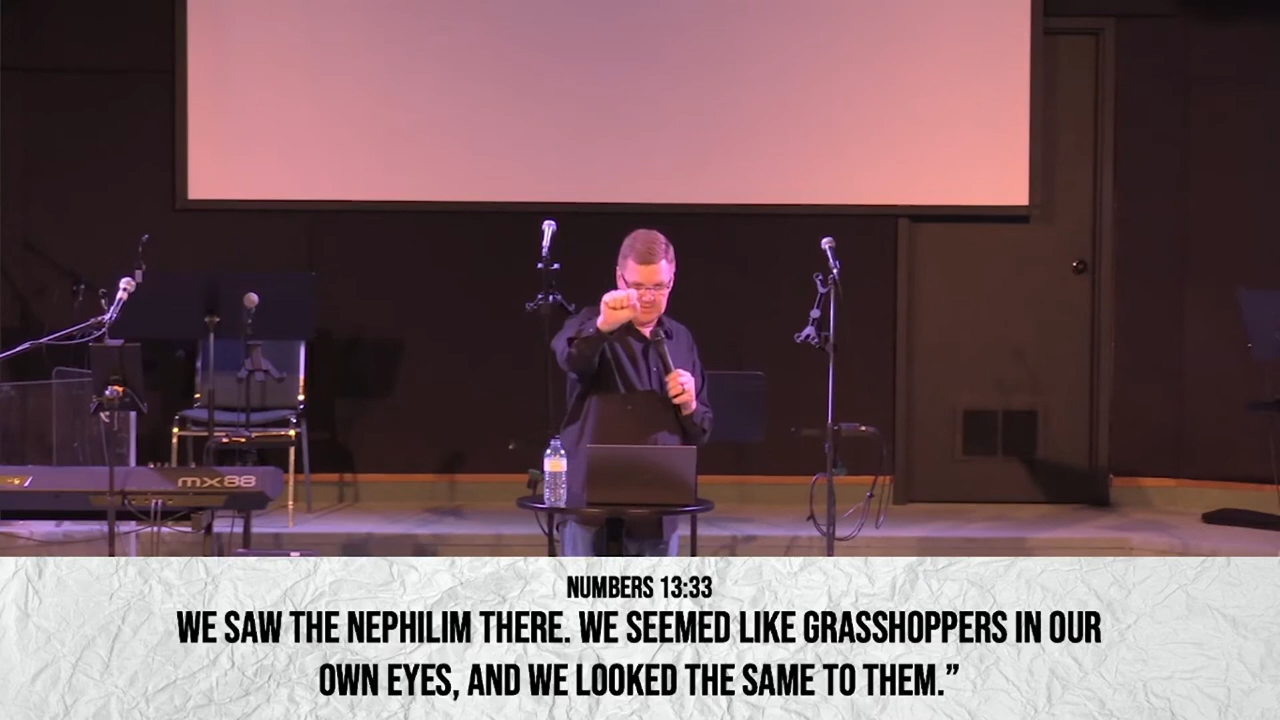 mx88
NUMBERS 13:33
WE SAW THE NEPHILIM THERE. WE SEEMED LIKE GRASSHOPPERS IN OUR
OWN EYES, AND WE LOOKED THE SAME TO THEM.”